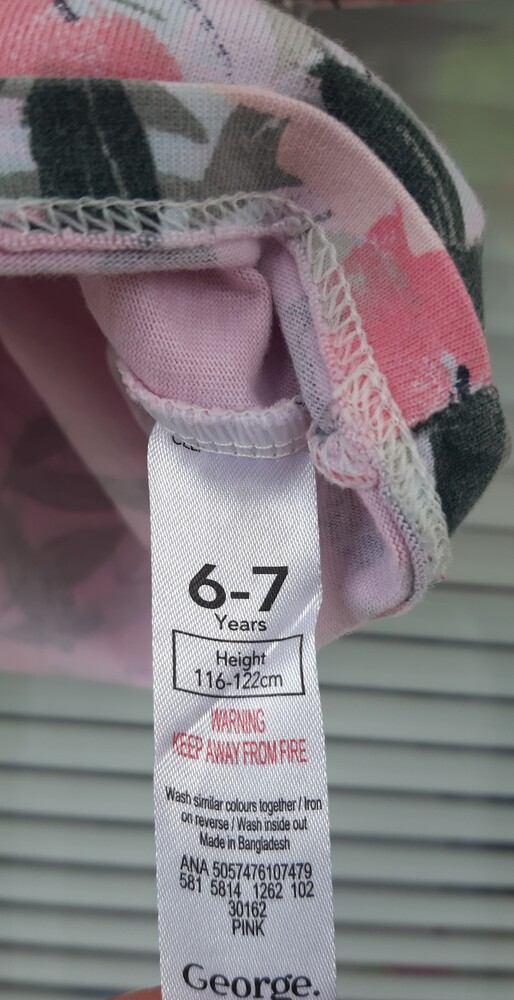 6-7
Years
Height
116-122cm
WARNING
KEEP AWAY FROM FIRE
Wash similar colours together / Iron
on reverse / Wash inside out
Made in Bangladesh
ANA 5057476107479
581 5814 1262 102
30162
PINK
George.